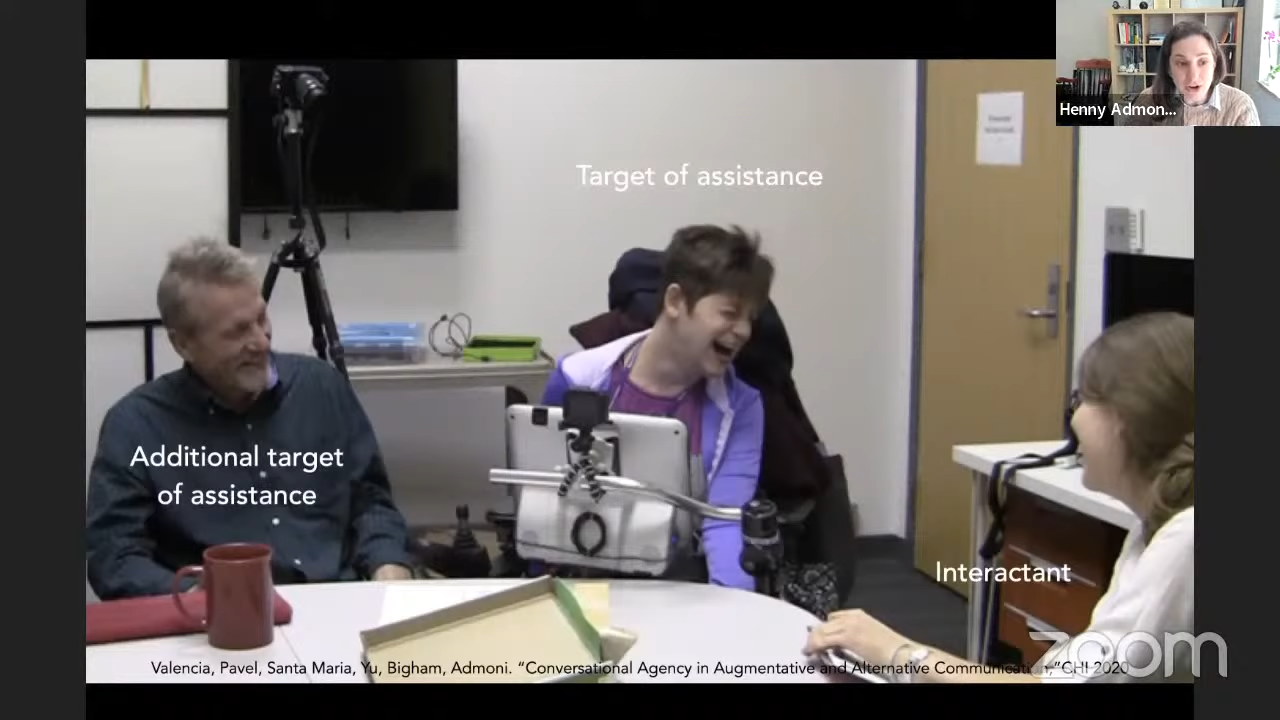 Henny Admon...
Target of assistance
Additional target
of assistance
Interactant
Valencia, Pavel, Santa Maria, Yu, Bigham, Admoni. “Conversational Agency in Augmentative and Alternative Communication,” CHI 2020
zoom